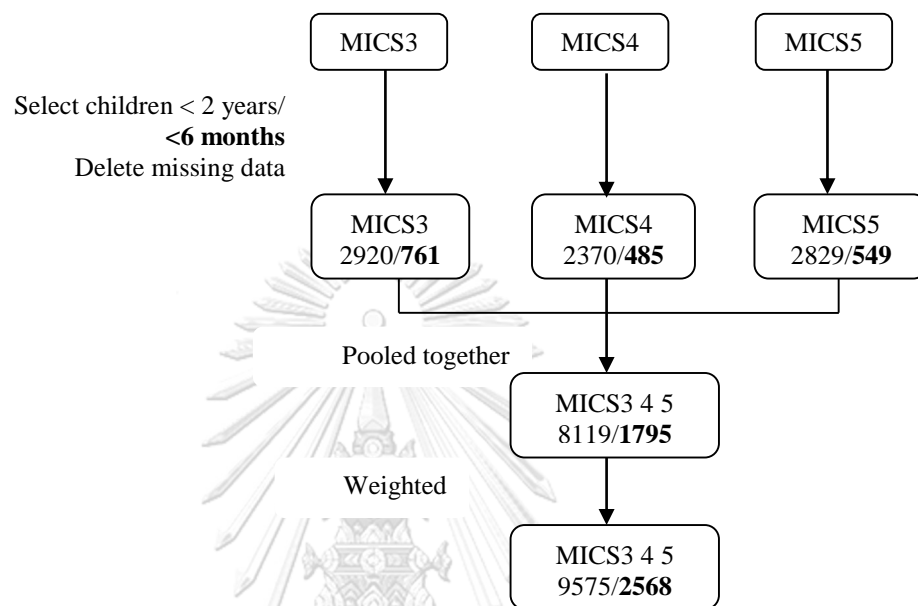 MICS3
MICS4
MICS5
Select children < 2 years/
<6 months
Delete missing data
MICS3
2920/761
MICS4
2370/485
MICS5
2829/549
Pooled together
MICS3 4 5
8119/1795
Weighted
MICS3 4 5
9575/2568